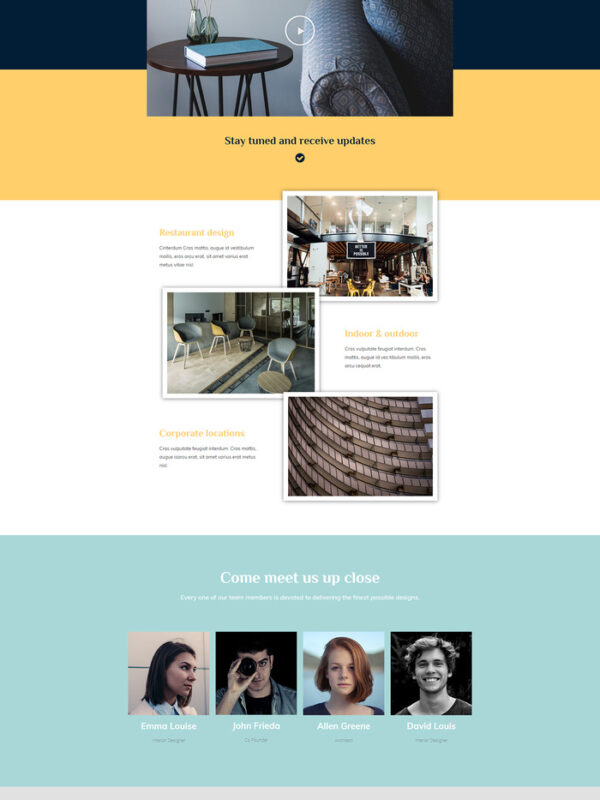 Stay tuned and receive updates
Restaurant design
Cinterdum Cras mattis, augue id vestibulum
mollis, eros arcu erat, sit amet varius erat
metus vitae nisl.
BETTER
IS
POSSIBLE
Indoor & outdoor
Cras vulputate feugiat interdum. Cras
mattis, augue id ves tibulum mollis, eros
arcu cequat erat.
Corporate locations
Cras vulputate feugiat interdum. Cras mattis,
augue isarcu erat, sit amet varius erat metus
nisl.
Come meet us up close
Every one of our team members is devoted to delivering the finest possible designs.
Emma Louise
John Frieda
Allen Greene
David Louis
Interior Designer
Co Founder
Architect
Interior Designer